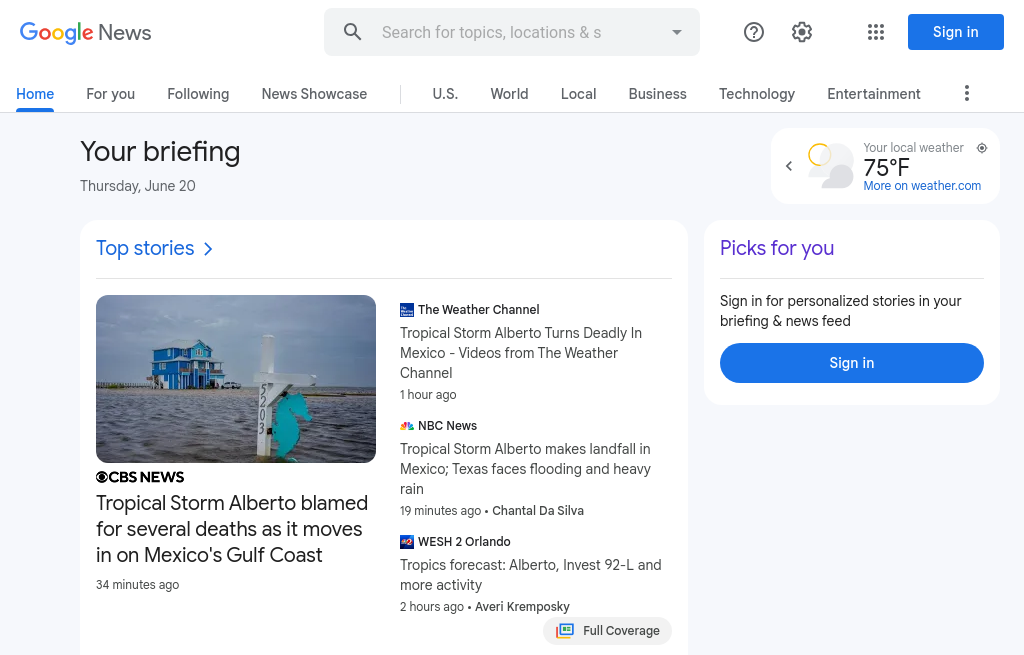 Google News
Search for topics, locations & s
Sign in
Home
For you
Following
News Showcase
U.S.
World
Local
Business
Technology
Entertainment
Your briefing
Thursday, June 20
Your local weather
75°F
More on weather.com
Top stories
5203
CBS NEWS
Tropical Storm Alberto blamed
for several deaths as it moves
in on Mexico's Gulf Coast
34 minutes ago
The Weather Channel
Tropical Storm Alberto Turns Deadly In
Mexico - Videos from The Weather
Channel
1 hour ago
NBC News
Tropical Storm Alberto makes landfall in
Mexico; Texas faces flooding and heavy
rain
19 minutes ago • Chantal Da Silva
WESH 2 Orlando
Tropics forecast: Alberto, Invest 92-L and
more activity
2 hours ago • Averi Kremposky
Full Coverage
Picks for you
Sign in for personalized stories in your
briefing & news feed
Sign in